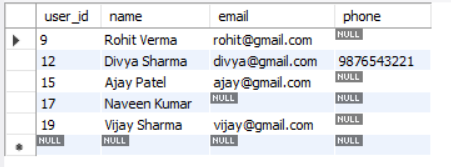 user_id name email phone
9 Rohit Verma rohit@gmail.com NULL
12 Divya Sharma divya@gmail.com 9876543221
15 Ajay Patel ajay@gmail.com NULL
17 Naveen Kumar NULL NULL
19 Vijay Sharma vijay@gmail.com NULL
NULL NULL NULL NULL